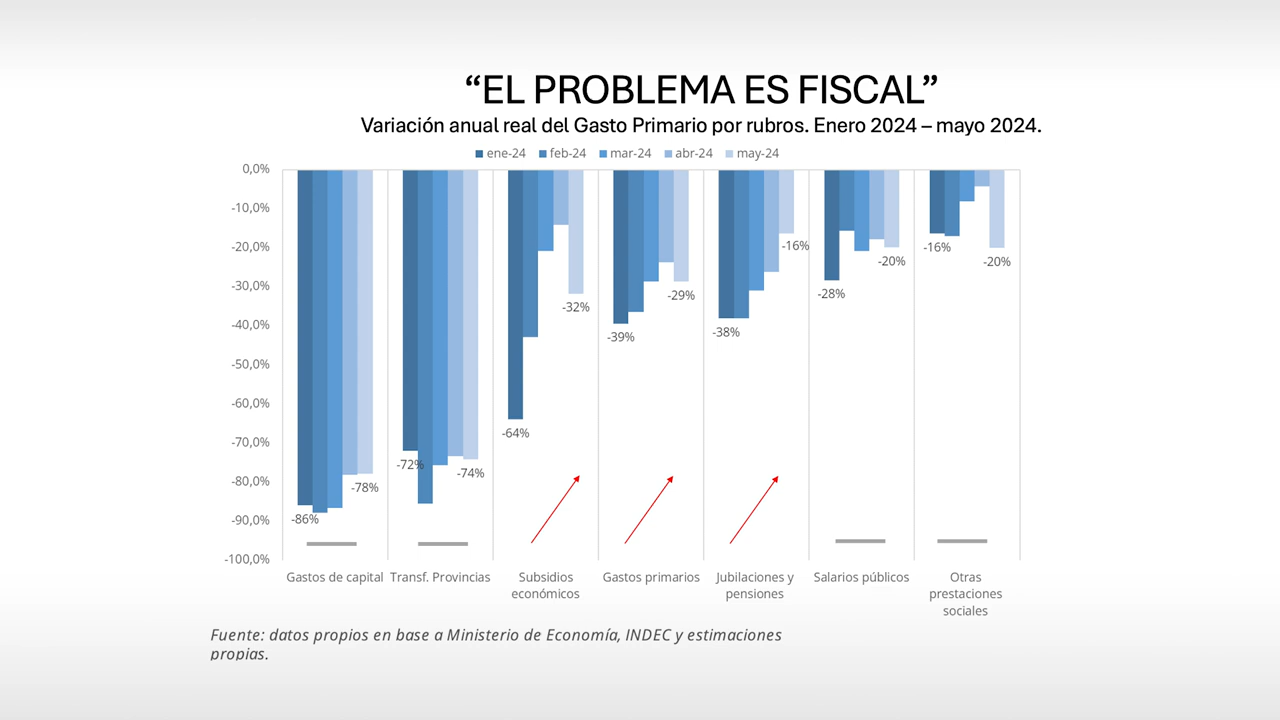 “EL PROBLEMA ES FISCAL”
Variación anual real del Gasto Primario por rubros. Enero 2024 – mayo 2024.
ene-24 feb-24 mar-24 abr-24 may-24
0,0%
-10,0%
-20,0%
-30,0%
-40,0%
-50,0%
-60,0%
-70,0%
-80,0%
-90,0%
-100,0%
-86%
-78%
-72%
-74%
-64%
-32%
-39%
-29%
-38%
-16%
-28%
-20%
-16%
-20%
Gastos de capital
Transf. Provincias
Subsidios
económicos
Gastos primarios
Jubilaciones y
pensiones
Salarios públicos
Otras
prestaciones
sociales
Fuente: datos propios en base a Ministerio de Economía, INDEC y estimaciones
propias.